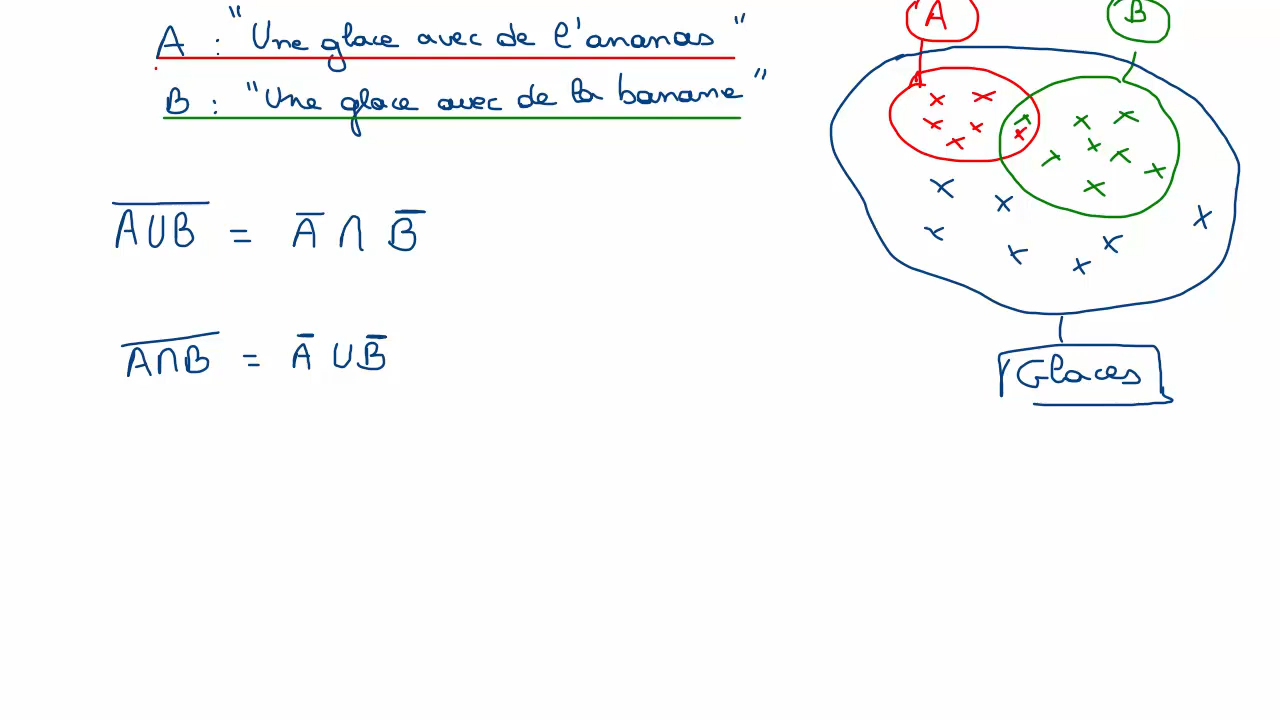 A : "Une glace avec de l'ananas"
B : "Une glace avec de la banane"
A
B
A̅∪̅B̅ = A̅ ∩ B̅
A̅∩̅B̅ = A̅ ∪ B̅
Glaces